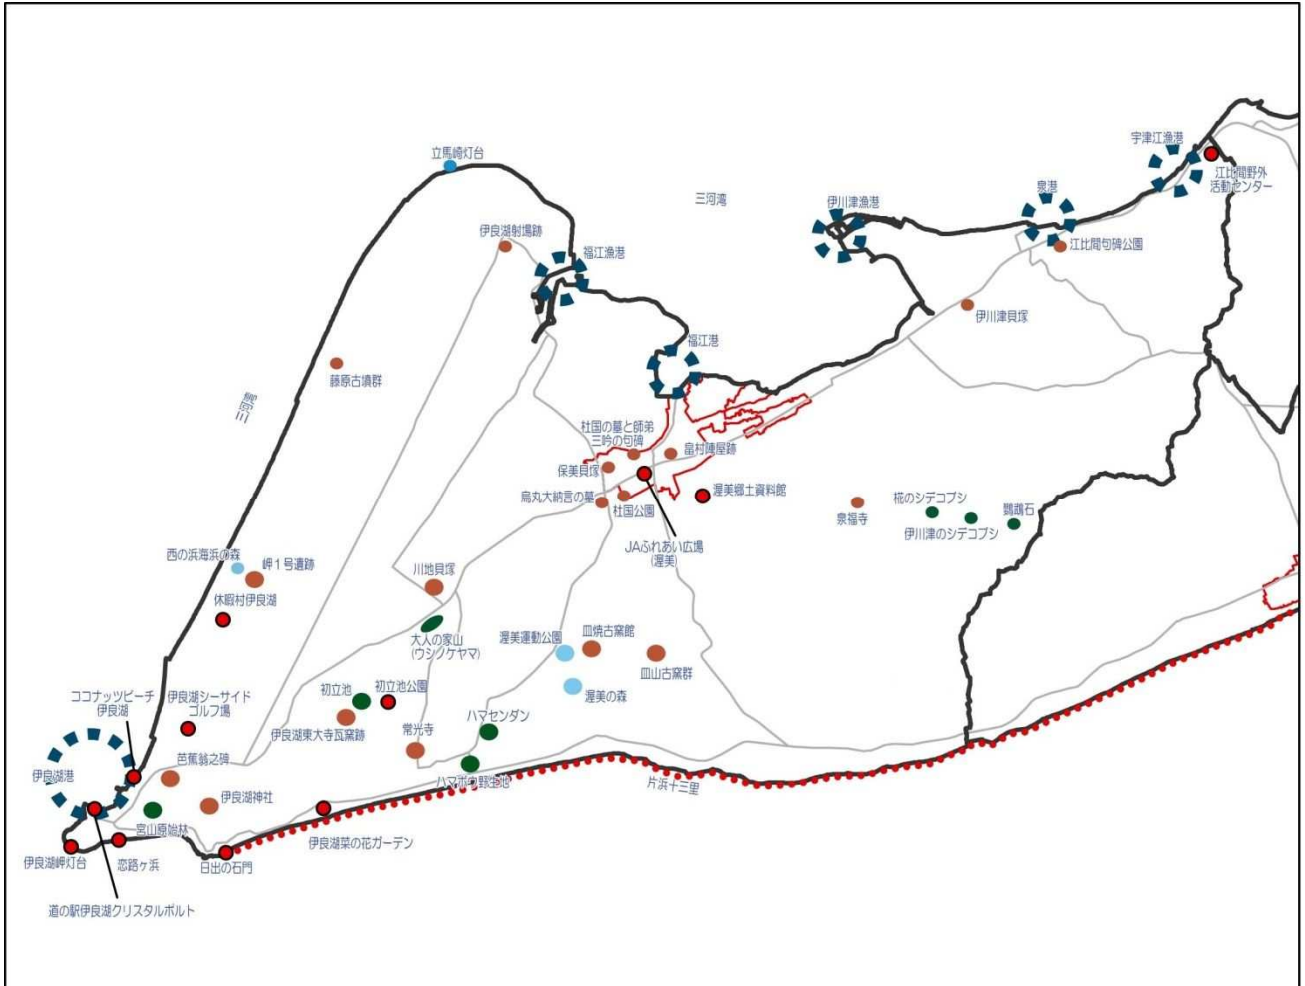 宇津江漁港
立馬崎灯台
江比間野外
活動センター
泉港
三河湾
伊川津漁港
伊良湖射場跡
福江漁港
江比間句碑公園
伊川津貝塚
福江港
藤原古墳群
三河湾
杜国の墓と師弟
三吟の句碑
畠村陣屋跡
保美貝塚
渥美郷土資料館
烏丸大納言の墓
杜国公園
泉福寺
椛のシデコブシ
伊川津のシデコブシ
鸚鵡石
JAふれあい広場
(渥美)
西の浜海浜の森
岬1号遺跡
川地貝塚
休暇村伊良湖
大人の家山
(ウシノケヤマ)
渥美運動公園
皿焼古窯館
皿山古窯群
渥美の森
ココナッツビーチ
伊良湖
伊良湖シーサイド
ゴルフ場
初立池
初立池公園
ハマセンダン
伊良湖東大寺瓦窯跡
常光寺
芭蕉翁之碑
伊良湖港
ハマボウ野生地
片浜十三里
伊良湖神社
宮山原始林
伊良湖菜の花ガーデン
伊良湖岬灯台
恋路ヶ浜
日出の石門
道の駅伊良湖クリスタルポルト